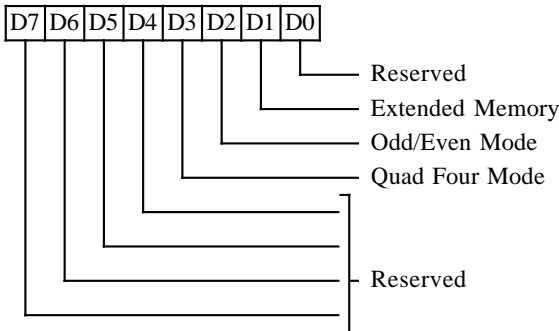 D7 D6 D5 D4 D3 D2 D1 D0
Reserved
Extended Memory
Odd/Even Mode
Quad Four Mode
Reserved